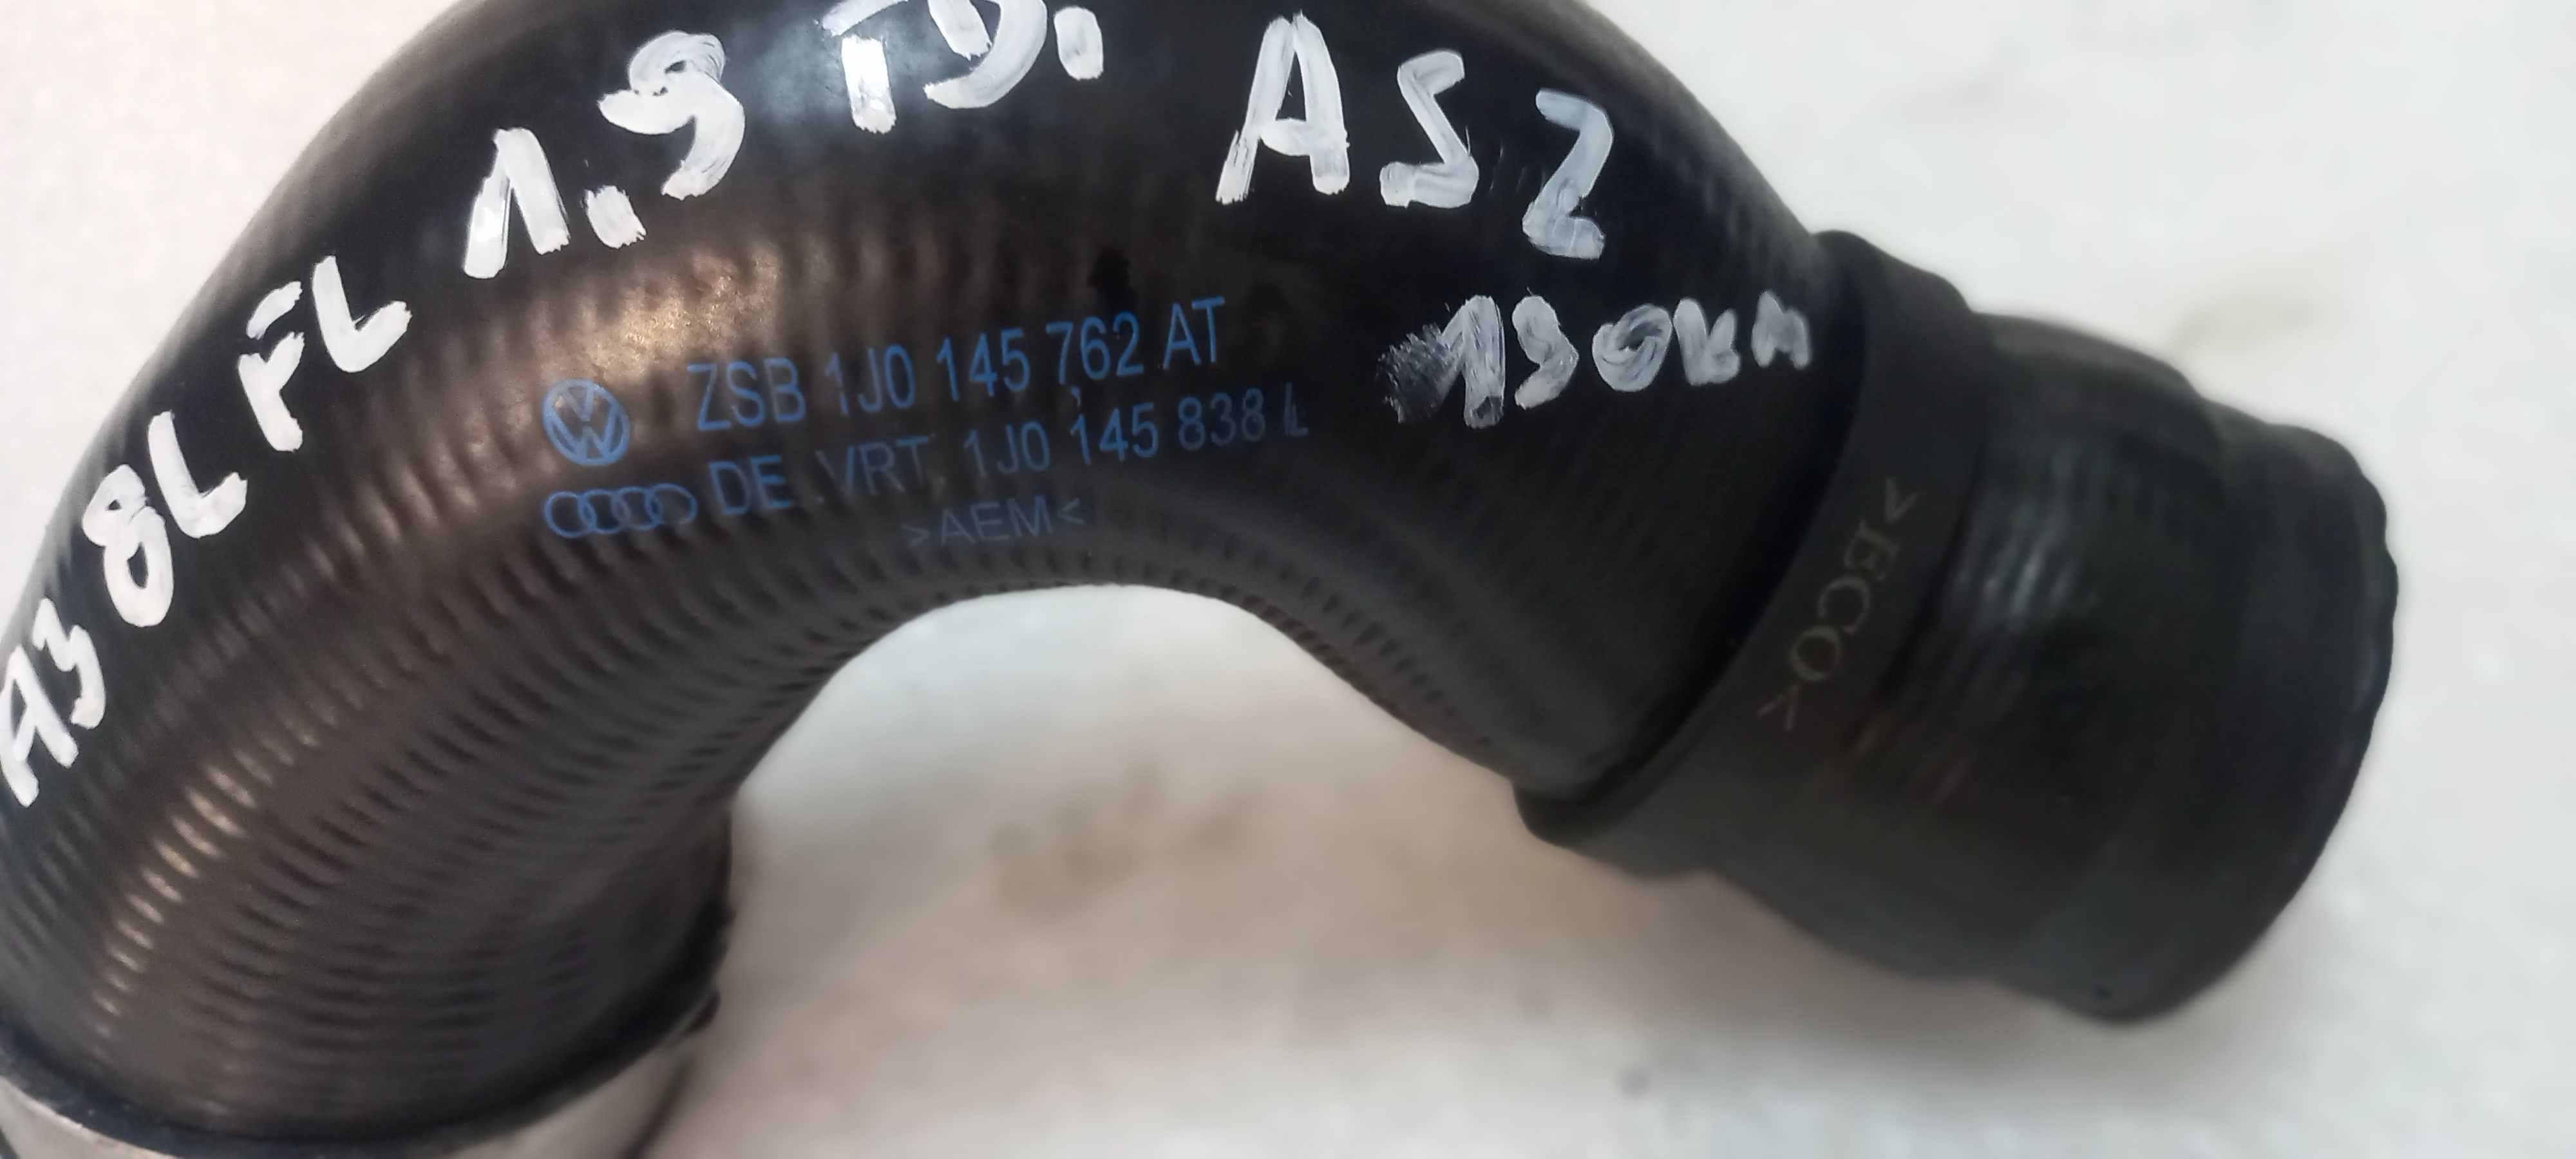 A3 8L FL 1.9 TDi ASZ
130KM
ZSB 1J0 145 762 AT
DE .VRT. 1J0 145 838 L
>AEM<
>ECO<